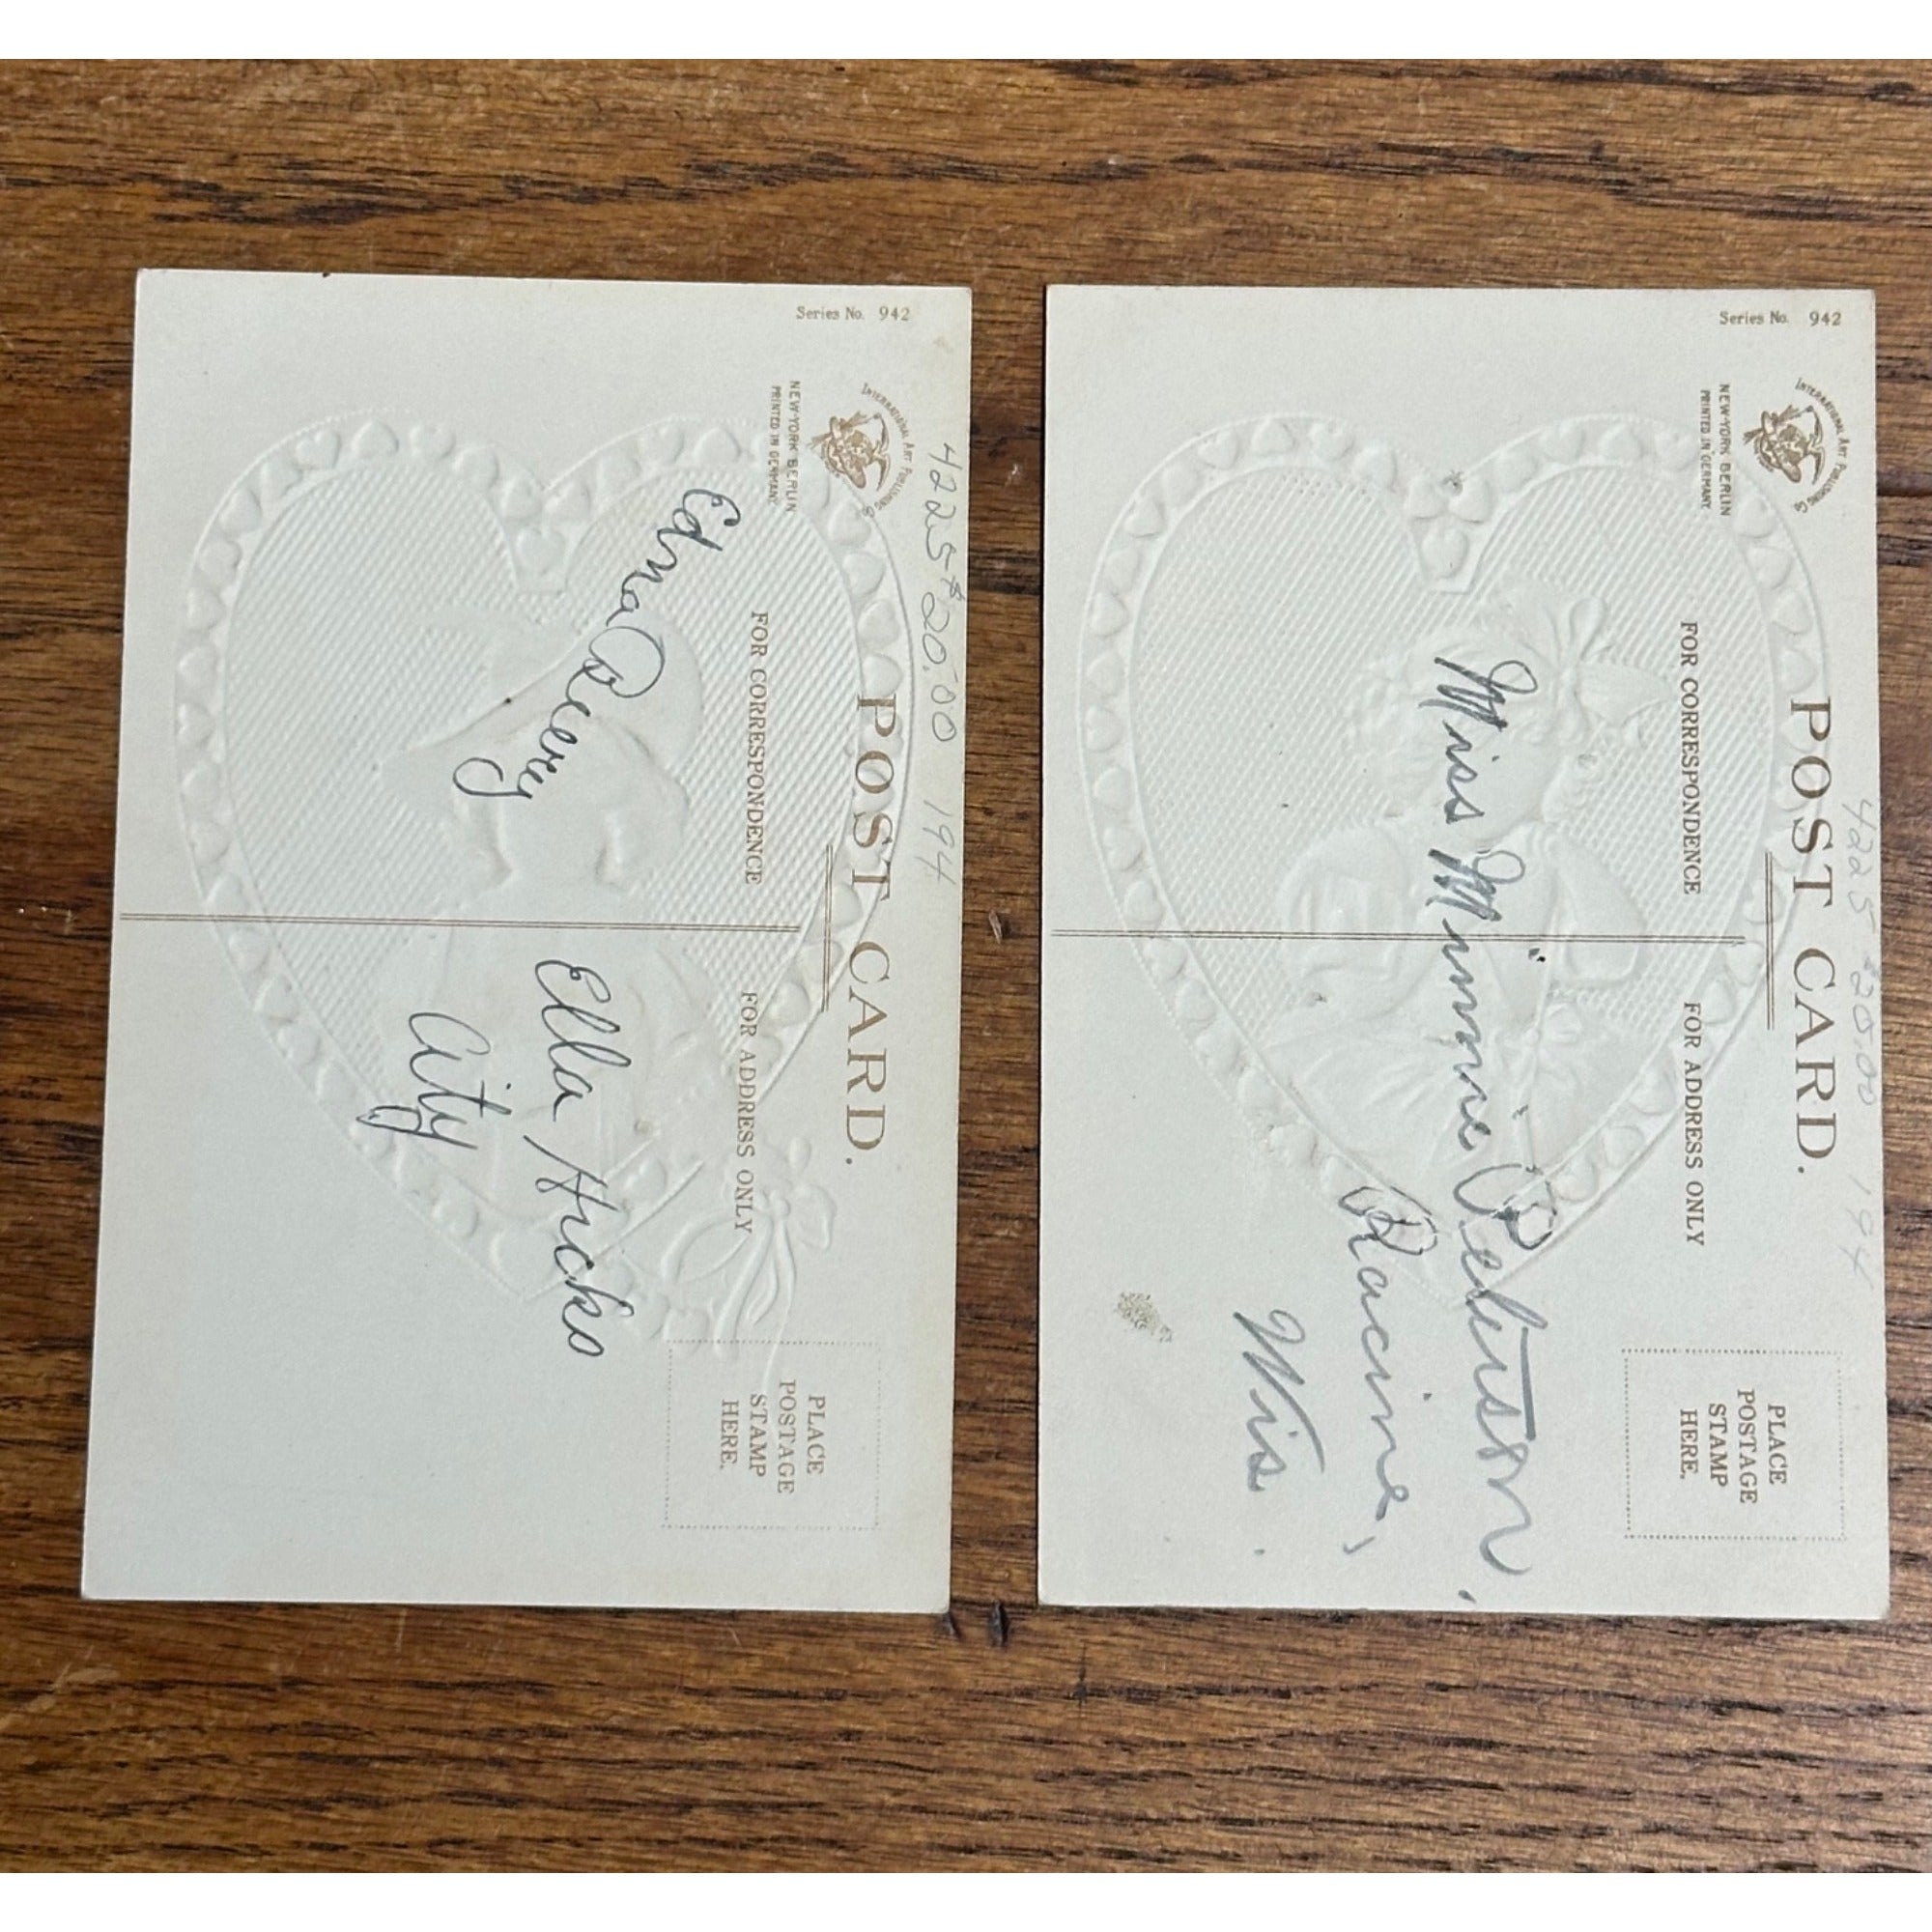 Series No. 942
INTERNATIONAL ART PUBLISHING CO
NEW-YORK BERLIN
PRINTED IN GERMANY.
4225 $20.00 194
POST CARD.
FOR CORRESPONDENCE
FOR ADDRESS ONLY
PLACE
POSTAGE
STAMP
HERE.
Edna
Ella Hicks
City
Series No. 942
INTERNATIONAL ART PUBLISHING CO
NEW-YORK BERLIN
PRINTED IN GERMANY.
4225 $20.00 194
POST CARD.
FOR CORRESPONDENCE
FOR ADDRESS ONLY
PLACE
POSTAGE
STAMP
HERE.
Miss Minnie Peterson,
Racine,
Wis.